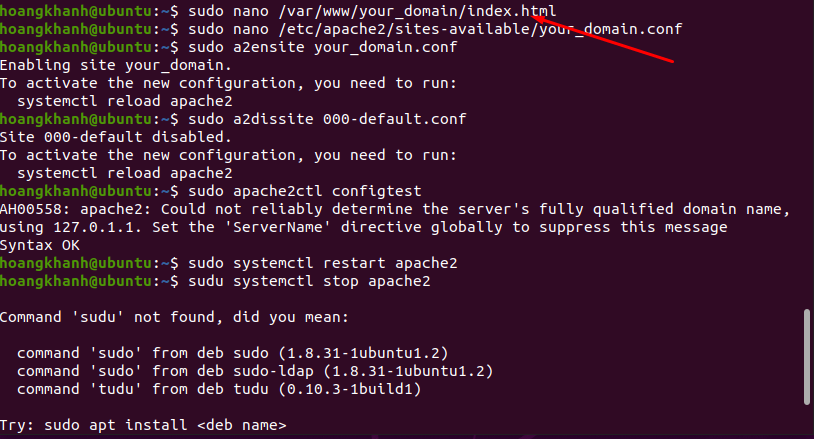 hoangkhanh@ubuntu:~$ sudo nano /var/www/your_domain/index.html
hoangkhanh@ubuntu:~$ sudo nano /etc/apache2/sites-available/your_domain.conf
hoangkhanh@ubuntu:~$ sudo a2ensite your_domain.conf
Enabling site your_domain.
To activate the new configuration, you need to run:
  systemctl reload apache2
hoangkhanh@ubuntu:~$ sudo a2dissite 000-default.conf
Site 000-default disabled.
To activate the new configuration, you need to run:
  systemctl reload apache2
hoangkhanh@ubuntu:~$ sudo apache2ctl configtest
AH00558: apache2: Could not reliably determine the server's fully qualified domain name,
using 127.0.1.1. Set the 'ServerName' directive globally to suppress this message
Syntax OK
hoangkhanh@ubuntu:~$ sudo systemctl restart apache2
hoangkhanh@ubuntu:~$ sudu systemctl stop apache2

Command 'sudu' not found, did you mean:

  command 'sudo' from deb sudo (1.8.31-1ubuntu1.2)
  command 'sudo' from deb sudo-ldap (1.8.31-1ubuntu1.2)
  command 'tudu' from deb tudu (0.10.3-1build1)

Try: sudo apt install <deb name>